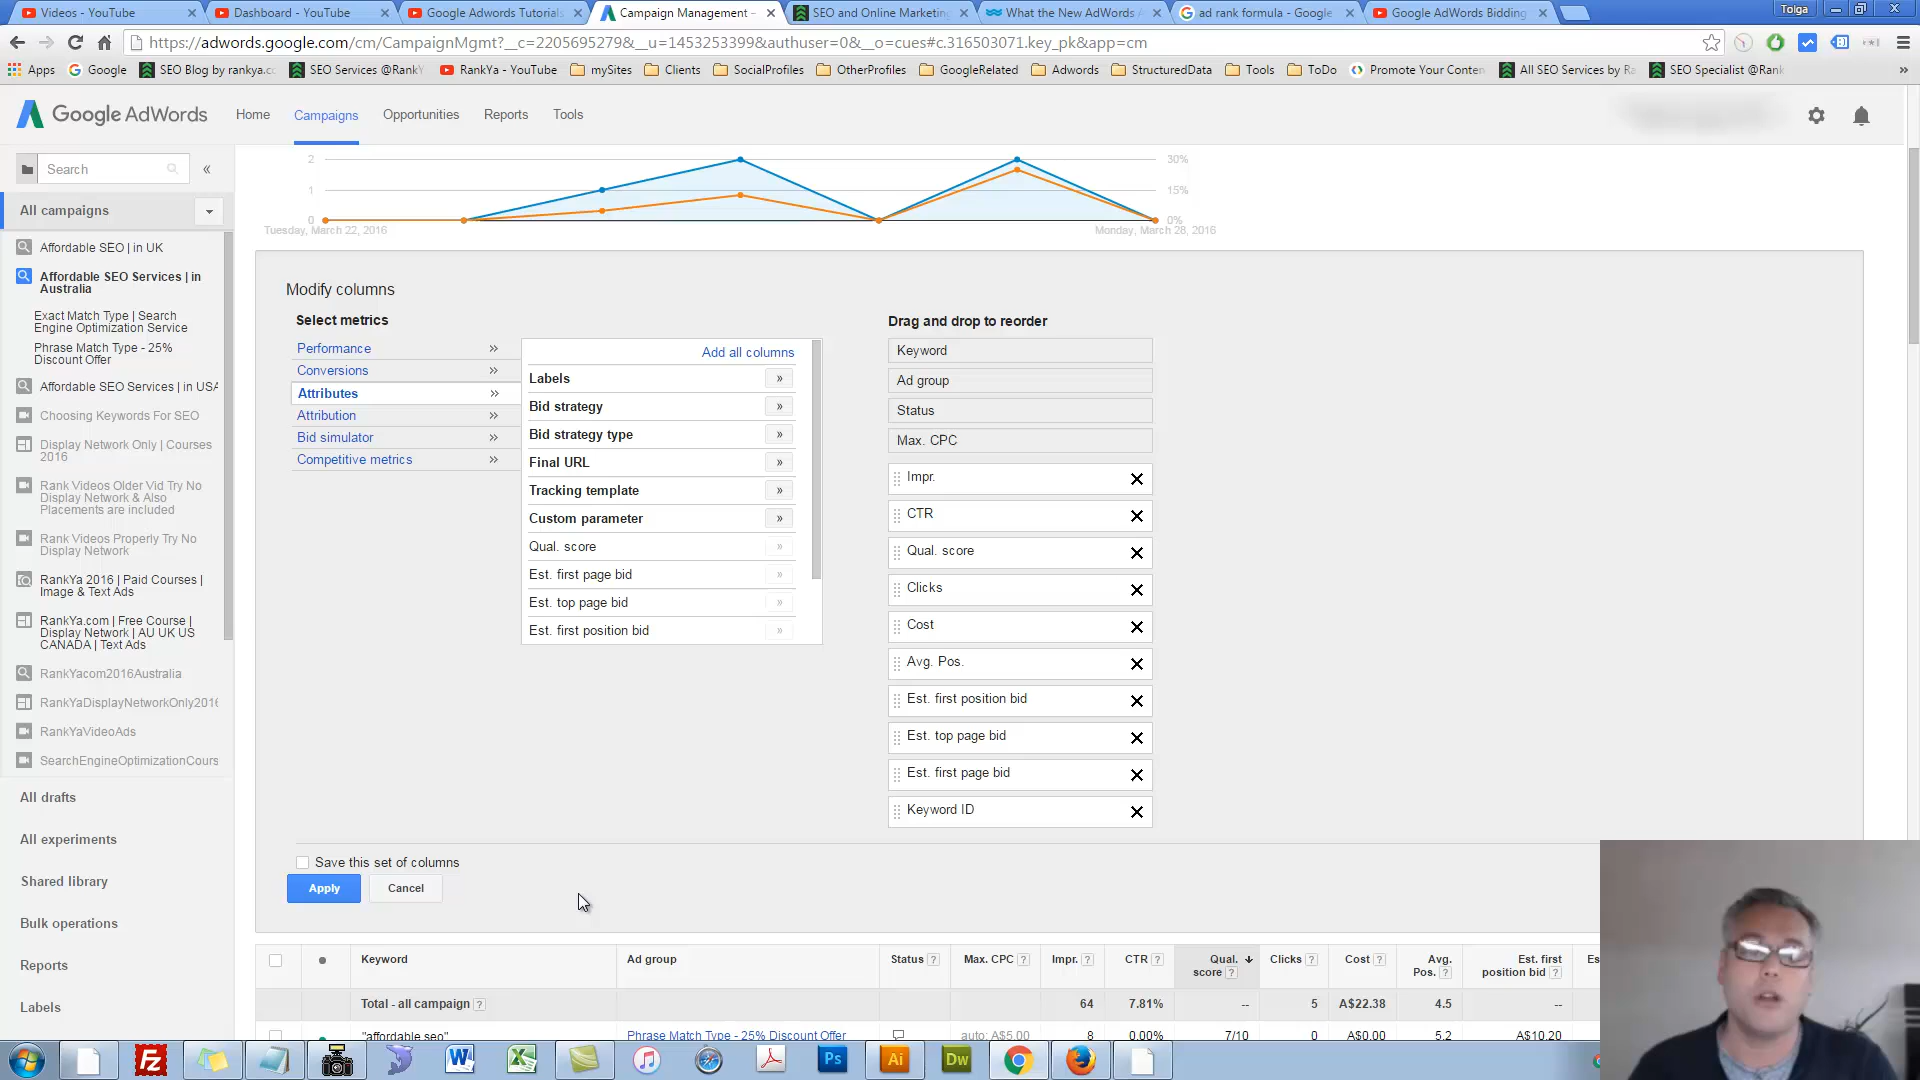 Videos - YouTube
Dashboard - YouTube
Google Adwords Tutorials
Campaign Management -
SEO and Online Marketing
What the New AdWords
ad rank formula - Google
Google AdWords Bidding
Tolga
https://adwords.google.com/cm/CampaignMgmt?__c=2205695279&__u=1453253399&authuser=0&__o=cues#c.316503071.key_pk&app=cm
Apps
Google
SEO Blog by rankya.co
SEO Services @RankY
RankYa - YouTube
mySites
Clients
SocialProfiles
OtherProfiles
GoogleRelated
Adwords
StructuredData
Tools
ToDo
Promote Your Conten
All SEO Services by Ra
SEO Specialist @Rank
Google AdWords
Home
Campaigns
Opportunities
Reports
Tools
Search
«
All campaigns
Affordable SEO | in UK
Affordable SEO Services | in
Australia
Exact Match Type | Search
Engine Optimization Service
Phrase Match Type - 25%
Discount Offer
Affordable SEO Services | in USA
Choosing Keywords For SEO
Display Network Only | Courses
2016
Rank Videos Older Vid Try No
Display Network & Also
Placements are included
Rank Videos Properly Try No
Display Network
RankYa 2016 | Paid Courses |
Image & Text Ads
RankYa.com | Free Course |
Display Network | AU UK US
CANADA | Text Ads
RankYacom2016Australia
RankYaDisplayNetworkOnly2016
RankYaVideoAds
SearchEngineOptimizationCours
All drafts
All experiments
Shared library
Bulk operations
Reports
Labels
2
1
0
30%
15%
0%
Tuesday, March 22, 2016
Monday, March 28, 2016
Modify columns
Select metrics
Performance »
Conversions »
Attributes »
Attribution »
Bid simulator »
Competitive metrics »
Add all columns
Labels »
Bid strategy »
Bid strategy type »
Final URL »
Tracking template »
Custom parameter »
Qual. score »
Est. first page bid »
Est. top page bid »
Est. first position bid »
Drag and drop to reorder
Keyword
Ad group
Status
Max. CPC
Impr.
CTR
Qual. score
Clicks
Cost
Avg. Pos.
Est. first position bid
Est. top page bid
Est. first page bid
Keyword ID
Save this set of columns
Apply
Cancel
Keyword
Ad group
Status ?
Max. CPC ?
Impr. ?
CTR ?
Qual.
score ?
Clicks ?
Cost ?
Avg.
Pos. ?
Est. first
position bid ?
Es
Total - all campaign ?
64
7.81%
--
5
A$22.38
4.5
--
"affordable seo"
Phrase Match Type - 25% Discount Offer
auto: A$5.00
8
0.00%
7/10
0
A$0.00
5.2
A$10.20
Fz
W
X
Ps
Ai
Dw